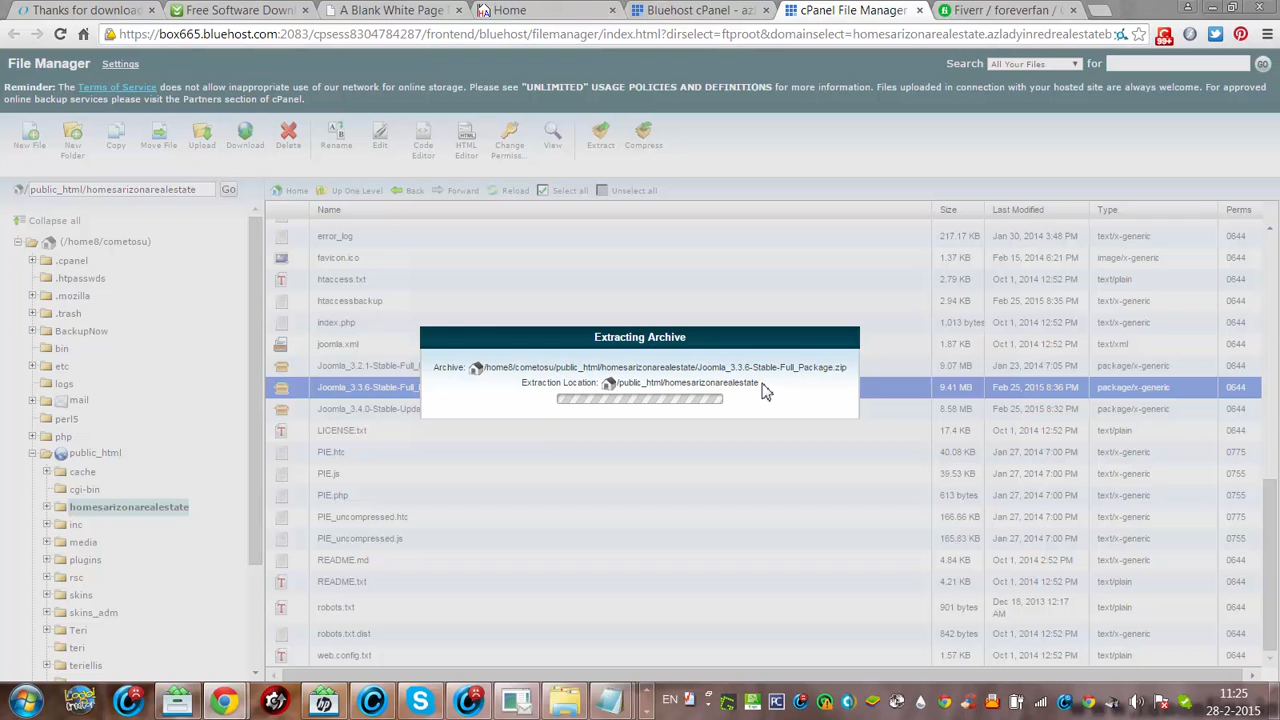 Thanks for download
Free Software Down
A Blank White Page
Home
Bluehost cPanel - az
cPanel File Manager
Fiverr / foreverfan /
https://box665.bluehost.com:2083/cpsess8304784287/frontend/bluehost/filemanager/index.html?dirselect=ftproot&domainselect=homesarizonarealestate.azladyinredrealestateb
99+
File Manager Settings
Search All Your Files for GO
Reminder: The Terms of Service does not allow inappropriate use of our network for online storage. Please see "UNLIMITED" USAGE POLICIES AND DEFINITIONS for more information. Files uploaded in connection with your hosted site are always welcome. For approved
online backup services please visit the Partners section of cPanel.
New File New Folder Copy Move File Upload Download Delete Rename Edit Code Editor HTML Editor Change Permiss... View Extract Compress
/ public_html/homesarizonarealestate Go
Home Up One Level Back Forward Reload Select all Unselect all
Collapse all
(/home8/cometosu)
.cpanel
.htpasswds
.mozilla
.trash
BackupNow
bin
etc
logs
mail
perl5
php
public_html
cache
cgi-bin
homesarizonarealestate
inc
media
plugins
rsc
skins
skins_adm
Teri
teri
teriellis
Name Size Last Modified Type Perms
error_log 217.17 KB Jan 30, 2014 3:48 PM text/x-generic 0644
favicon.ico 1.37 KB Feb 15, 2014 6:21 PM image/x-generic 0644
htaccess.txt 2.79 KB Oct 1, 2014 12:52 PM text/plain 0644
htaccessbackup 2.94 KB Feb 25, 2015 8:35 PM text/x-generic 0644
index.php 1,013 bytes Oct 1, 2014 12:52 PM text/x-generic 0644
joomla.xml 1.74 KB Oct 1, 2014 12:52 PM text/xml 0644
Joomla_3.2.1-Stable-Full_ 9.07 MB Jan 27, 2014 6:58 PM package/x-generic 0644
Joomla_3.3.6-Stable-Full_ 9.41 MB Feb 25, 2015 8:36 PM package/x-generic 0644
Joomla_3.4.0-Stable-Upda 8.58 MB Feb 25, 2015 8:32 PM package/x-generic 0644
LICENSE.txt 17.4 KB Oct 1, 2014 12:52 PM text/plain 0644
PIE.htc 40.08 KB Jan 27, 2014 7:00 PM text/x-generic 0775
PIE.js 39.53 KB Jan 27, 2014 7:00 PM text/x-generic 0755
PIE.php 613 bytes Jan 27, 2014 7:00 PM text/x-generic 0755
PIE_uncompressed.htc 166.66 KB Jan 27, 2014 7:00 PM text/x-generic 0775
PIE_uncompressed.js 165.83 KB Jan 27, 2014 7:00 PM text/x-generic 0755
README.md 4.84 KB Oct 1, 2014 2:52 PM text/x-generic 0644
README.txt 4.21 KB Oct 1, 2014 12:52 PM text/plain 0644
robots.txt 901 bytes Dec 18, 2013 12:17 AM text/plain 0644
robots.txt.dist 842 bytes Oct 1, 2014 12:52 PM text/x-generic 0644
web.config.txt 1.57 KB Oct 1, 2014 12:52 PM text/plain 0644
Extracting Archive
Archive: /home8/cometosu/public_html/homesarizonarealestate/Joomla_3.3.6-Stable-Full_Package.zip
Extraction Location: /public_html/homesarizonarealestate
EN
11:25
28-2-2015